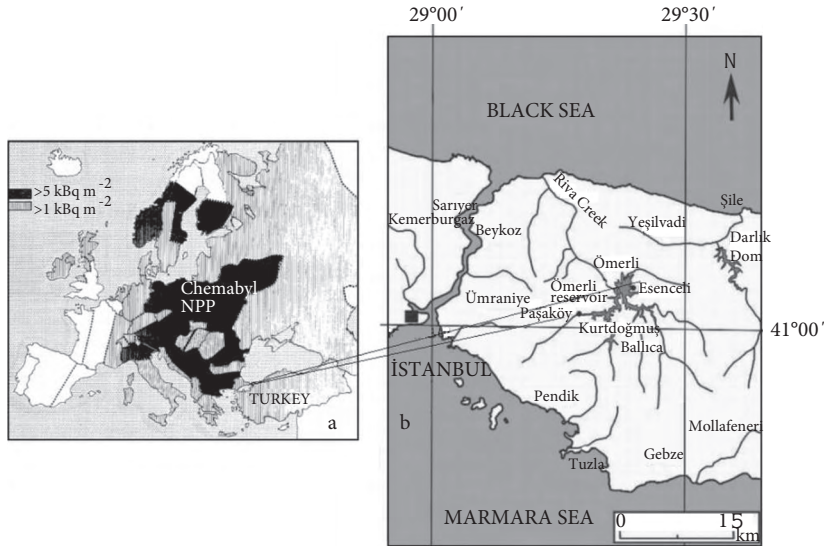 29°00′
29°30′
N
BLACK SEA
>5 kBq m-2
>1 kBq m-2
Chemabyl
NPP
TURKEY
a
Sarıyer
Kemerburgaz
Beykoz
Riva Creek
Yeşilvadi
Şile
Darlık
Dom
Ömerli
Ümraniye
Ömerli
reservoir
Esenceli
Paşaköy
Kurtdoğmuş
Ballıca
41°00′
İSTANBUL
Pendik
b
Mollafeneri
Gebze
Tuzla
MARMARA SEA
0 15
km